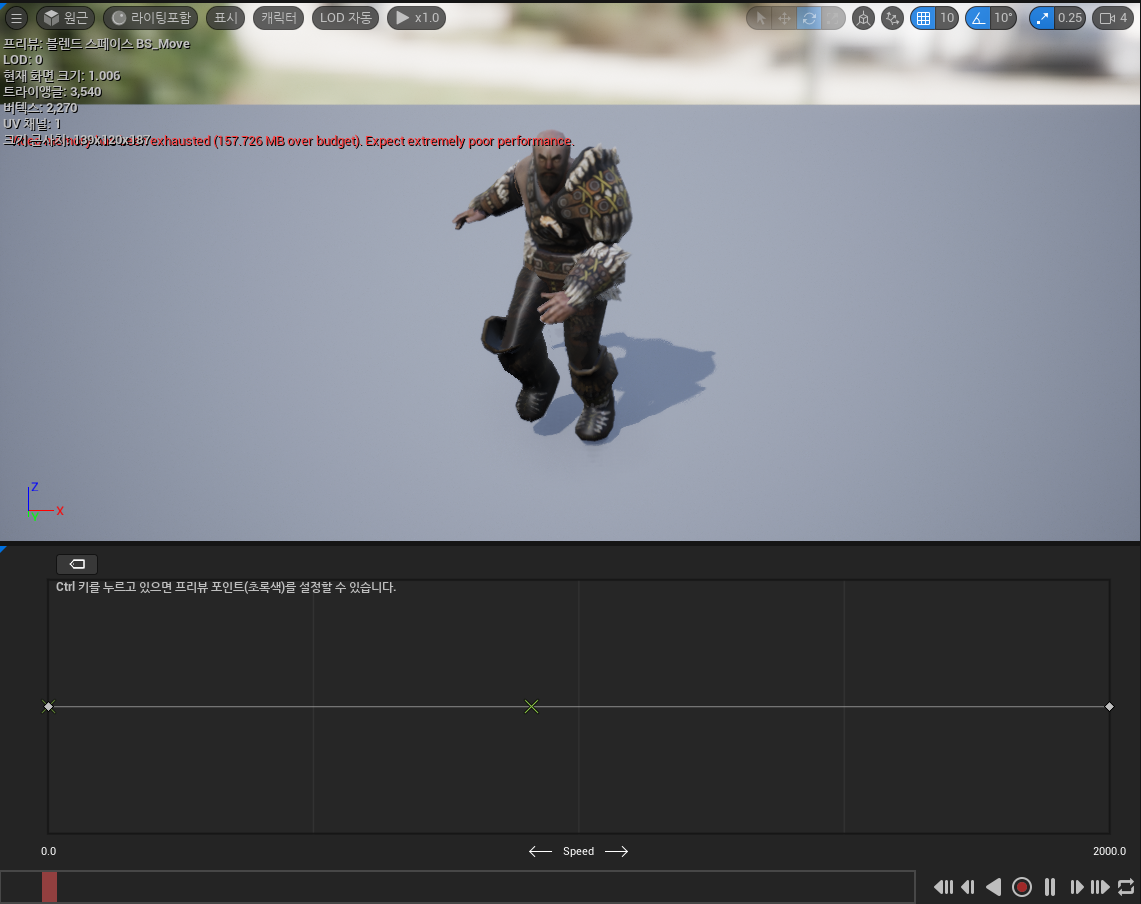 원근 라이팅포함 표시 캐릭터 LOD 자동 x1.0 10 10° 0.25 4
프리뷰: 블렌드 스페이스 BS_Move
LOD: 0
현재 화면 크기: 1.006
트라이앵글: 3,540
버텍스: 2,270
UV 채널: 1
크기 근사치: 139x120x187
exhausted (157.726 MB over budget). Expect extremely poor performance.
Z
X
Ctrl 키를 누르고 있으면 프리뷰 포인트(초록색)를 설정할 수 있습니다.
0.0 Speed 2000.0